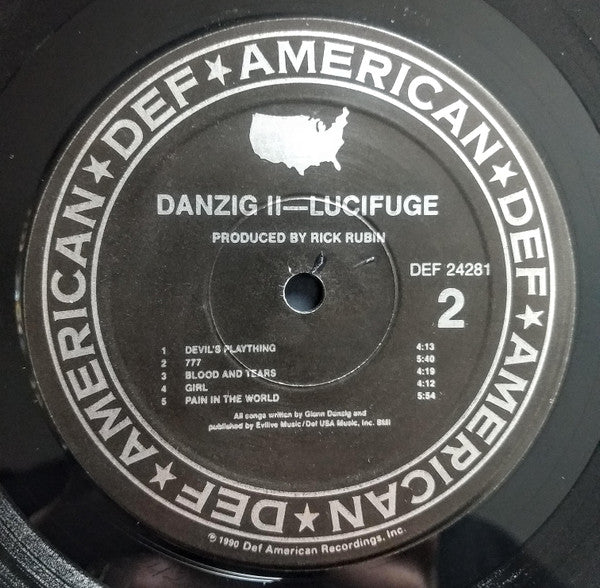 DEF★AMERICAN★DEF★AMERICAN★DEF★AMERICAN★DEF★AMERICAN★
DANZIG II—LUCIFUGE
PRODUCED BY RICK RUBIN
DEF 24281
2
1 DEVIL'S PLAYTHING 4:13
2 777 5:40
3 BLOOD AND TEARS 4:19
4 GIRL 4:12
5 PAIN IN THE WORLD 5:54
All songs written by Glenn Danzig and
published by Evilive Music/Def USA Music, Inc. BMI
℗1990 Def American Recordings, Inc.